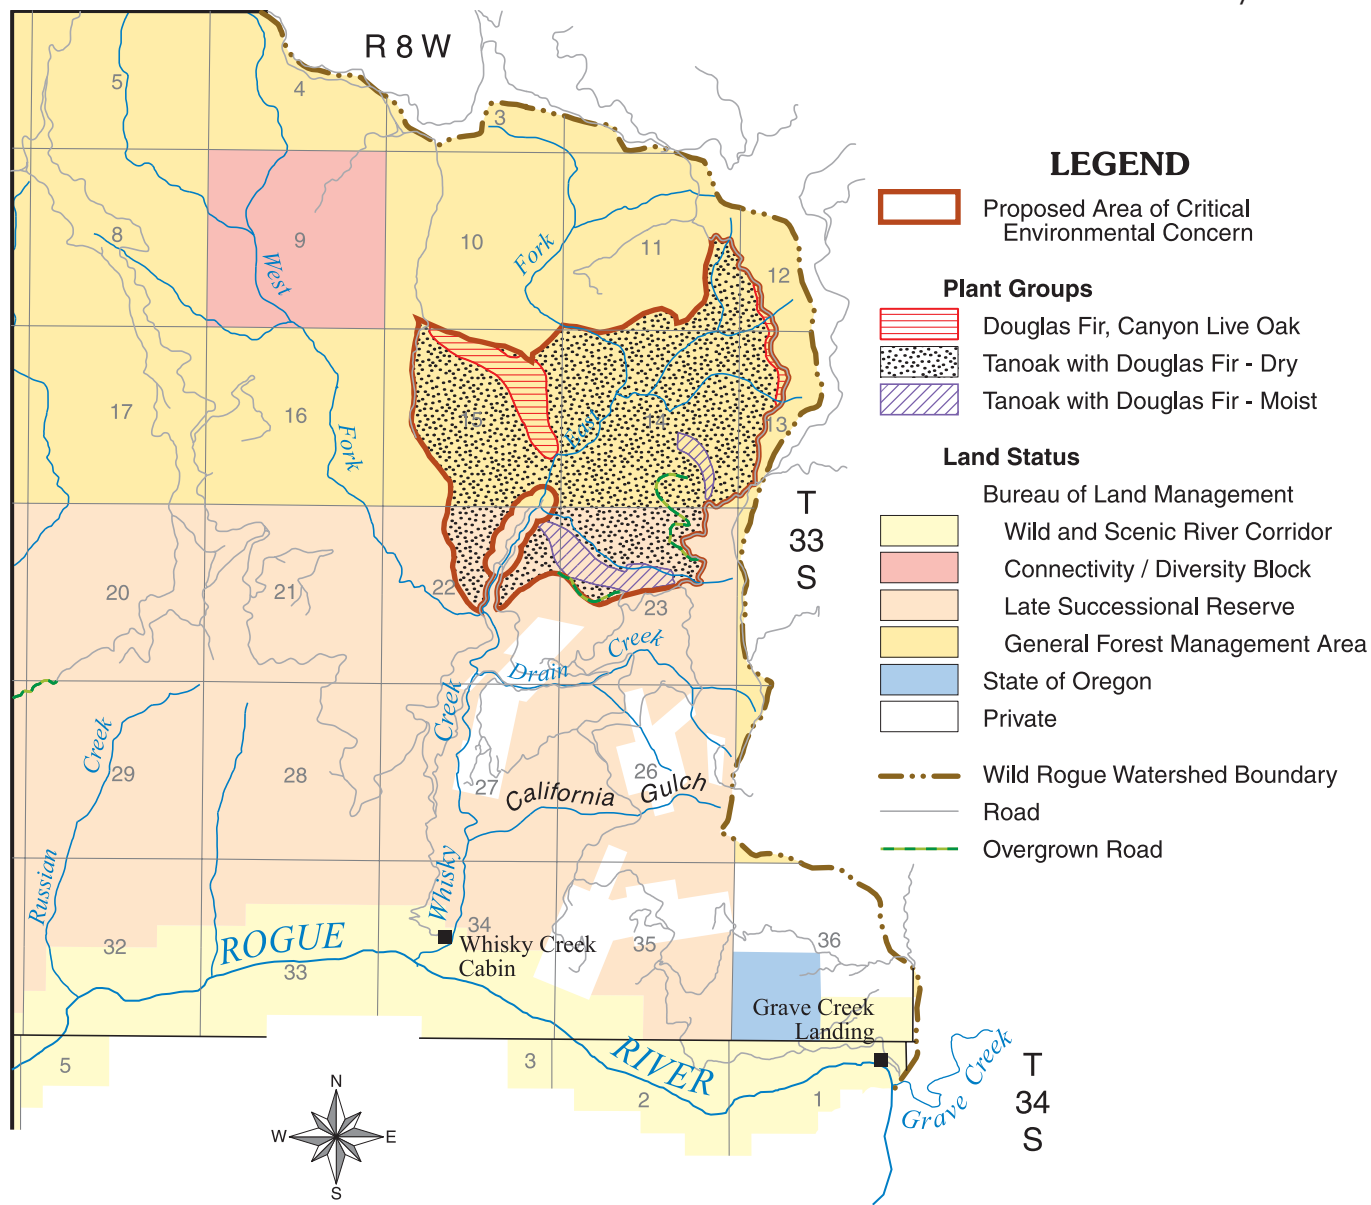 R 8 W
5
4
3
8
9
10
11
12
West
Fork
17
16
15
14
13
East
Fork
T
33
S
20
21
22
23
Creek
Drain
Creek
Creek
29
28
27
26
California Gulch
Russian
Whisky
32
33
34
35
36
ROGUE
Whisky Creek
Cabin
Grave Creek
Landing
RIVER
5
3
2
1
Grave Creek
T
34
S
N
W
E
S
LEGEND
Proposed Area of Critical
Environmental Concern
Plant Groups
Douglas Fir, Canyon Live Oak
Tanoak with Douglas Fir - Dry
Tanoak with Douglas Fir - Moist
Land Status
Bureau of Land Management
Wild and Scenic River Corridor
Connectivity / Diversity Block
Late Successional Reserve
General Forest Management Area
State of Oregon
Private
Wild Rogue Watershed Boundary
Road
Overgrown Road